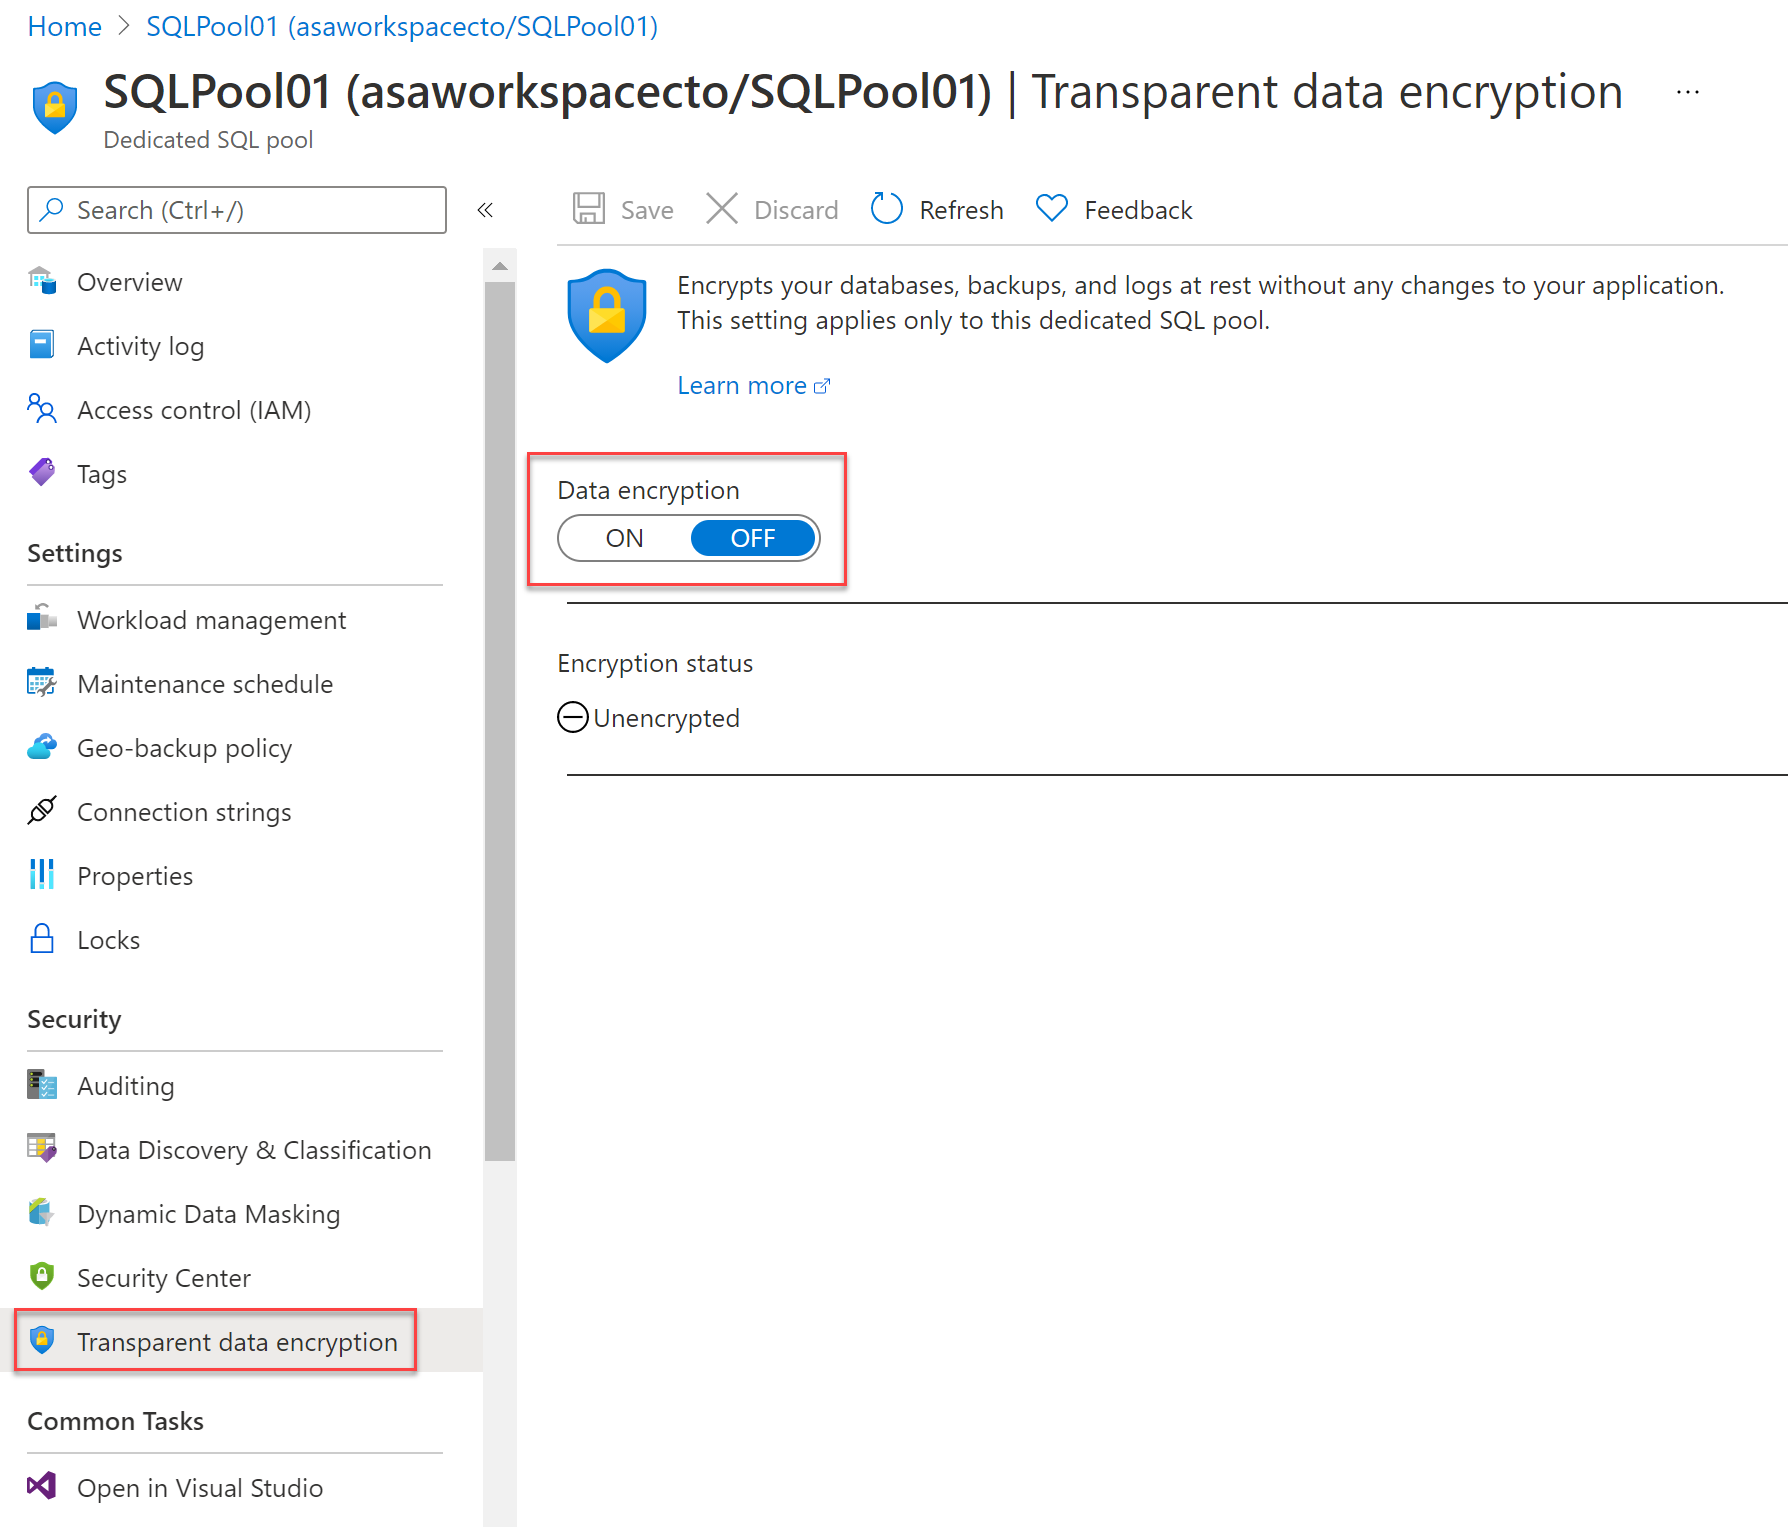 Home > SQLPool01 (asaworkspacecto/SQLPool01)
SQLPool01 (asaworkspacecto/SQLPool01) | Transparent data encryption ...
Dedicated SQL pool
Search (Ctrl+/)
«
Save
Discard
Refresh
Feedback
Overview
Activity log
Access control (IAM)
Tags
Settings
Workload management
Maintenance schedule
Geo-backup policy
Connection strings
Properties
Locks
Security
Auditing
Data Discovery & Classification
Dynamic Data Masking
Security Center
Transparent data encryption
Common Tasks
Open in Visual Studio
Encrypts your databases, backups, and logs at rest without any changes to your application.
This setting applies only to this dedicated SQL pool.
Learn more
Data encryption
ON OFF
Encryption status
Unencrypted